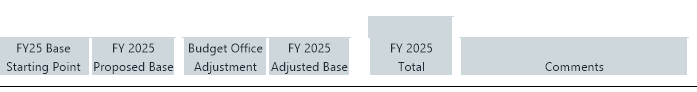 FY25 Base Starting Point
FY 2025 Proposed Base
Budget Office Adjustment
FY 2025 Adjusted Base
FY 2025 Total
Comments